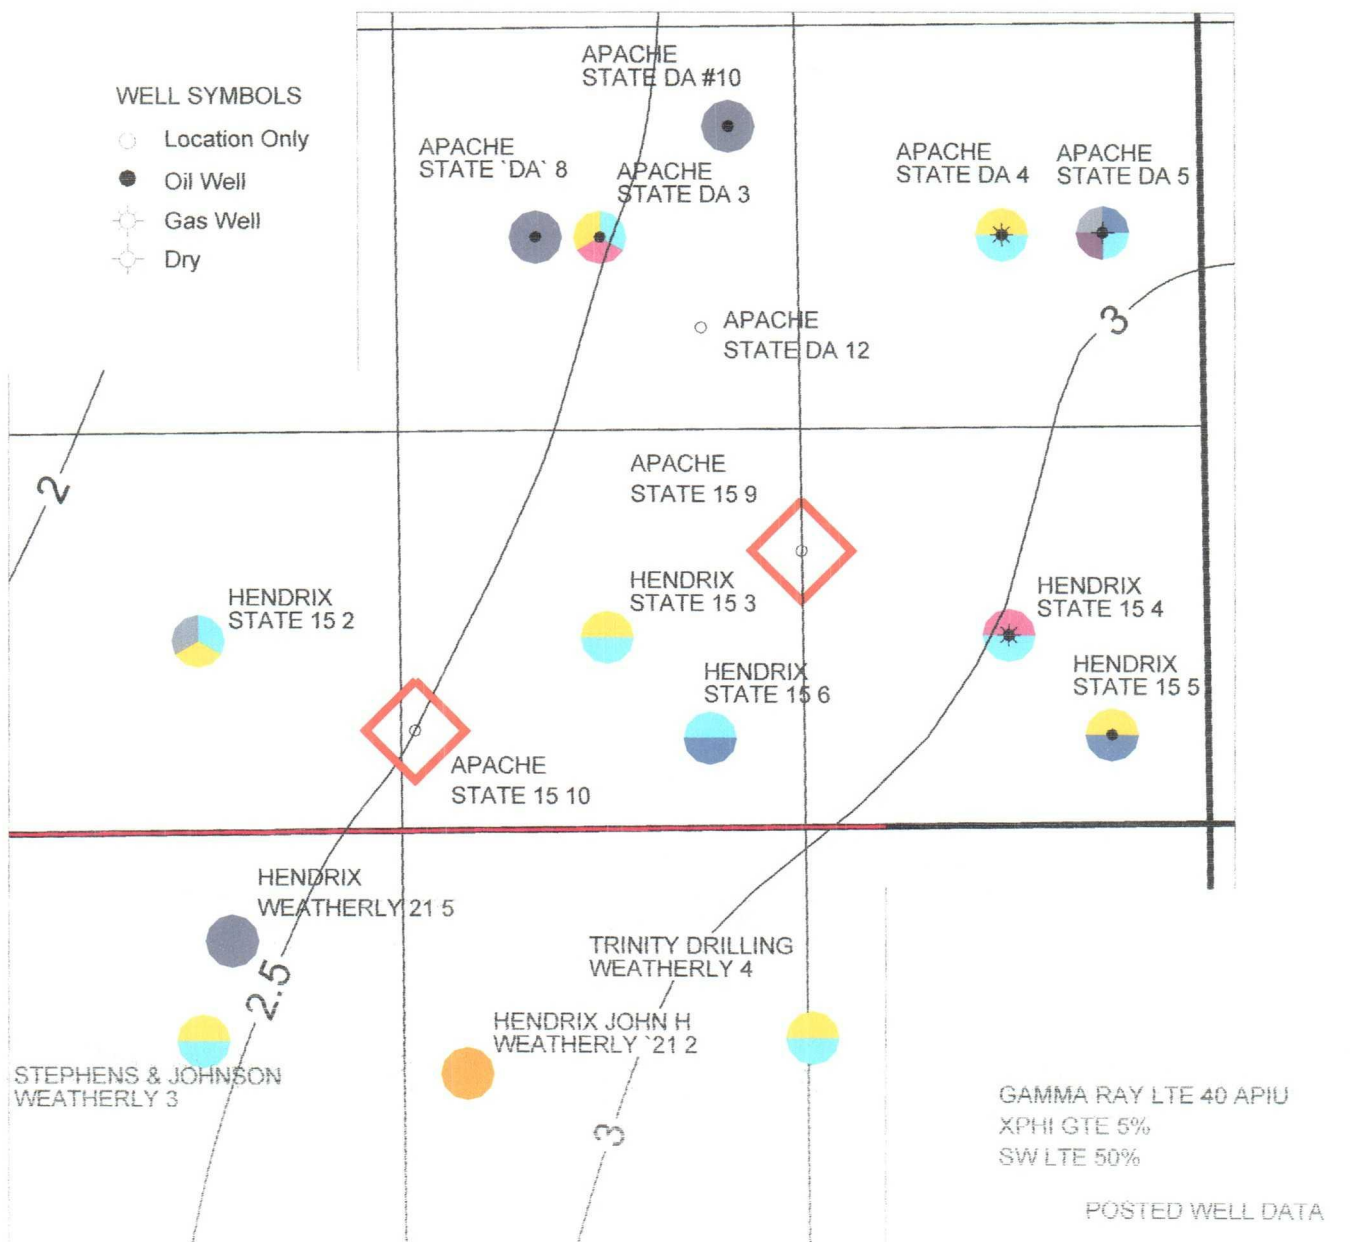 WELL SYMBOLS
Location Only
Oil Well
Gas Well
Dry
APACHE
STATE DA #10
APACHE
STATE `DA` 8
APACHE
STATE DA 3
APACHE
STATE DA 4
APACHE
STATE DA 5
APACHE
STATE DA 12
3
2
APACHE
STATE 15 9
HENDRIX
STATE 15 2
HENDRIX
STATE 15 3
HENDRIX
STATE 15 4
HENDRIX
STATE 15 6
HENDRIX
STATE 15 5
APACHE
STATE 15 10
HENDRIX
WEATHERLY 21 5
TRINITY DRILLING
WEATHERLY 4
2.5
HENDRIX JOHN H
WEATHERLY `21 2
STEPHENS & JOHNSON
WEATHERLY 3
3
GAMMA RAY LTE 40 APIU
XPHI GTE 5%
SW LTE 50%
POSTED WELL DATA